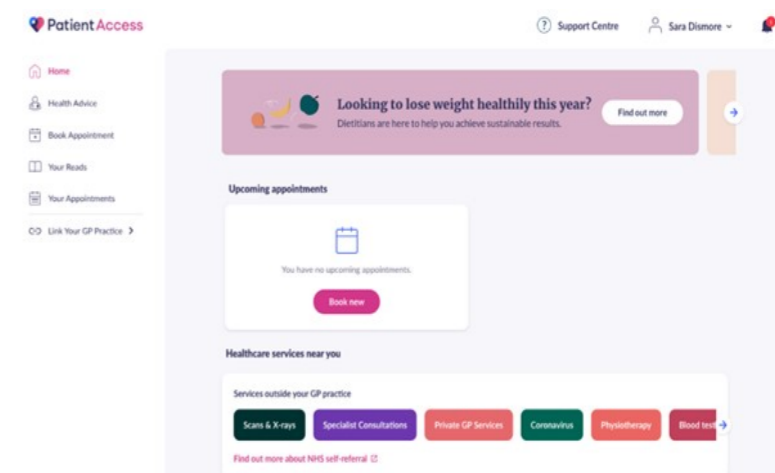 Patient Access
Support Centre
Sara Dismore
Home
Health Advice
Book Appointment
Your Reads
Your Appointments
Link Your GP Practice
Looking to lose weight healthily this year?
Dietitians are here to help you achieve sustainable results.
Find out more
Upcoming appointments
You have no upcoming appointments.
Book new
Healthcare services near you
Services outside your GP practice
Scans & X-rays
Specialist Consultations
Private GP Services
Coronavirus
Physiotherapy
Blood test
Find out more about NHS self-referral